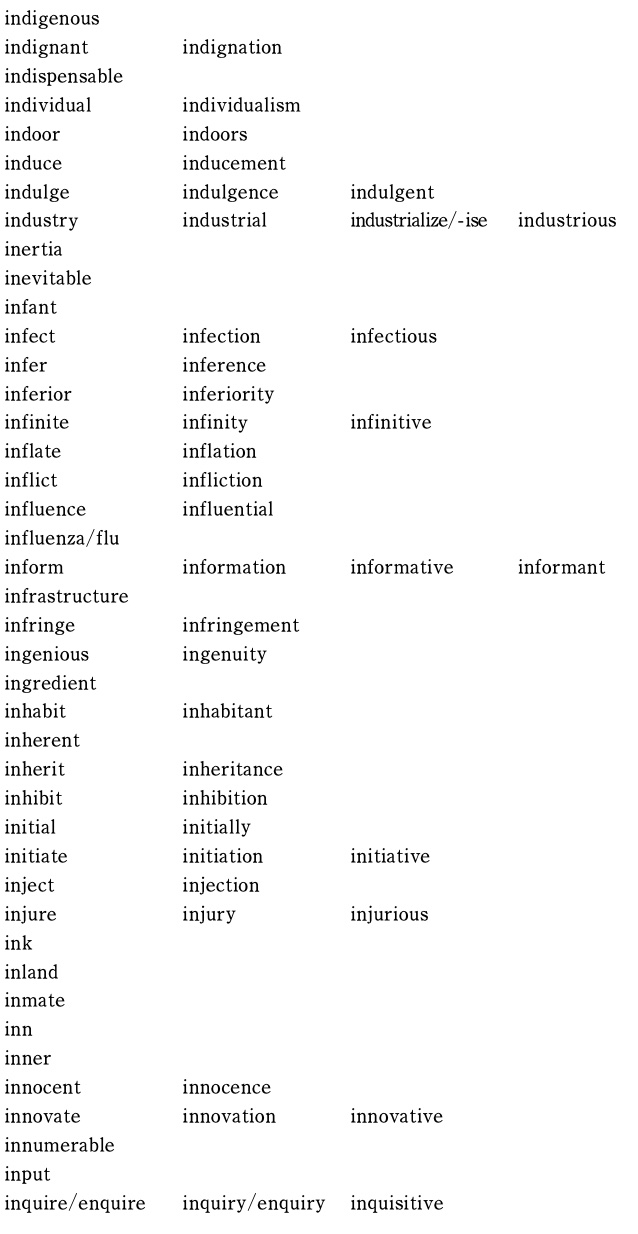 indigenous
indignant indignation
indispensable
individual individualism
indoor indoors
induce inducement
indulge indulgence indulgent
industry industrial industrialize/-ise industrious
inertia
inevitable
infant
infect infection infectious
infer inference
inferior inferiority
infinite infinity infinitive
inflate inflation
inflict infliction
influence influential
influenza/flu
inform information informative informant
infrastructure
infringe infringement
ingenious ingenuity
ingredient
inhabit inhabitant
inherent
inherit inheritance
inhibit inhibition
initial initially
initiate initiation initiative
inject injection
injure injury injurious
ink
inland
inmate
inn
inner
innocent innocence
innovate innovation innovative
innumerable
input
inquire/enquire inquiry/enquiry inquisitive